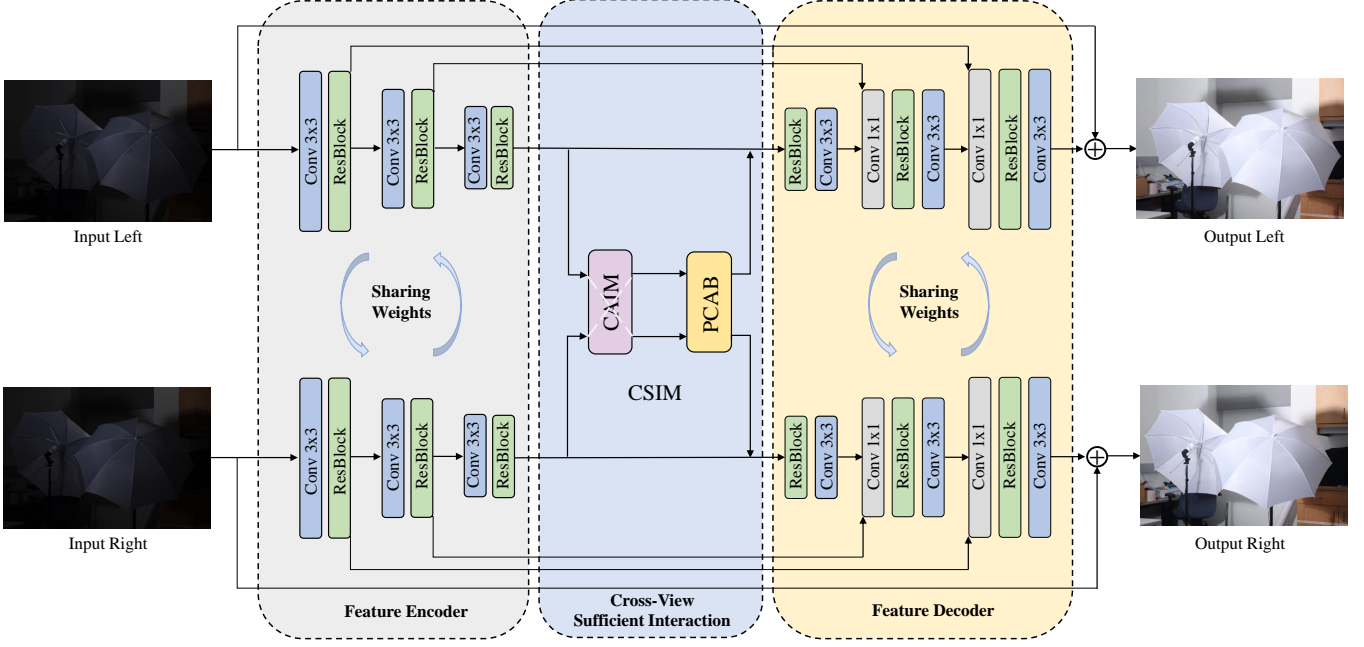 Conv 3x3
ResBlock
Conv 3x3
ResBlock
Conv 3x3
ResBlock
ResBlock
Conv 3x3
Conv 1x1
ResBlock
Conv 3x3
Conv 1x1
ResBlock
Conv 3x3
Input Left
Output Left
Sharing
Weights
CAIM
PCAB
CSIM
Sharing
Weights
Conv 3x3
ResBlock
Conv 3x3
ResBlock
Conv 3x3
ResBlock
ResBlock
Conv 3x3
Conv 1x1
ResBlock
Conv 3x3
Conv 1x1
ResBlock
Conv 3x3
Input Right
Output Right
Feature Encoder
Cross-View
Sufficient Interaction
Feature Decoder